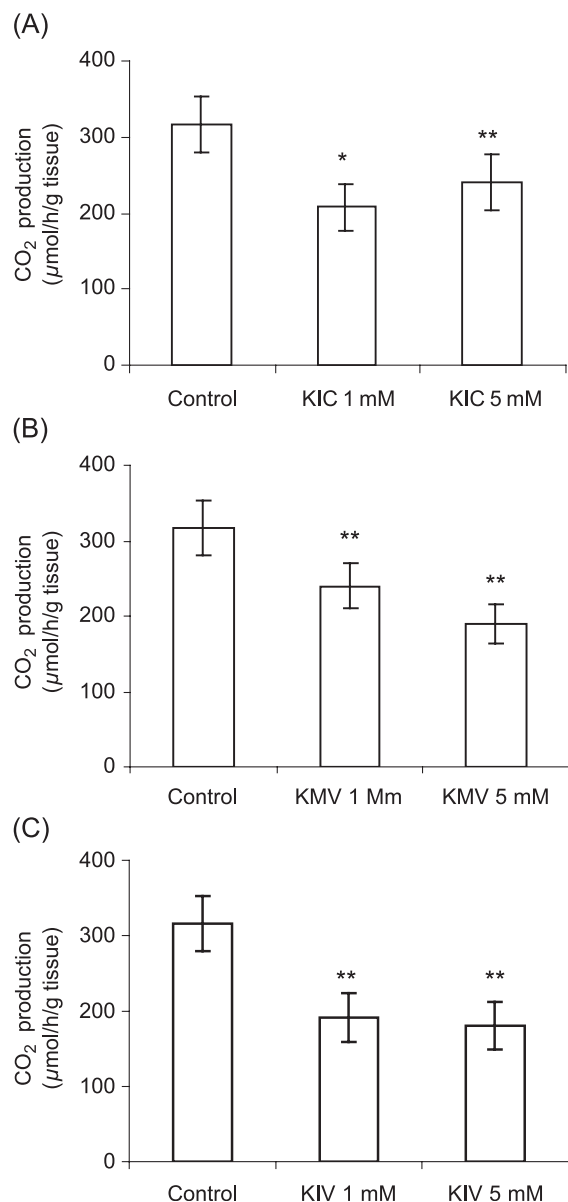 (A)
400
300
200
100
0
CO₂ production
(µmol/h/g tissue)
*
**
Control
KIC 1 mM
KIC 5 mM
(B)
400
300
200
100
0
CO₂ production
(µmol/h/g tissue)
**
**
Control
KMV 1 Mm
KMV 5 mM
(C)
400
300
200
100
0
CO₂ production
(µmol/h/g tissue)
**
**
Control
KIV 1 mM
KIV 5 mM